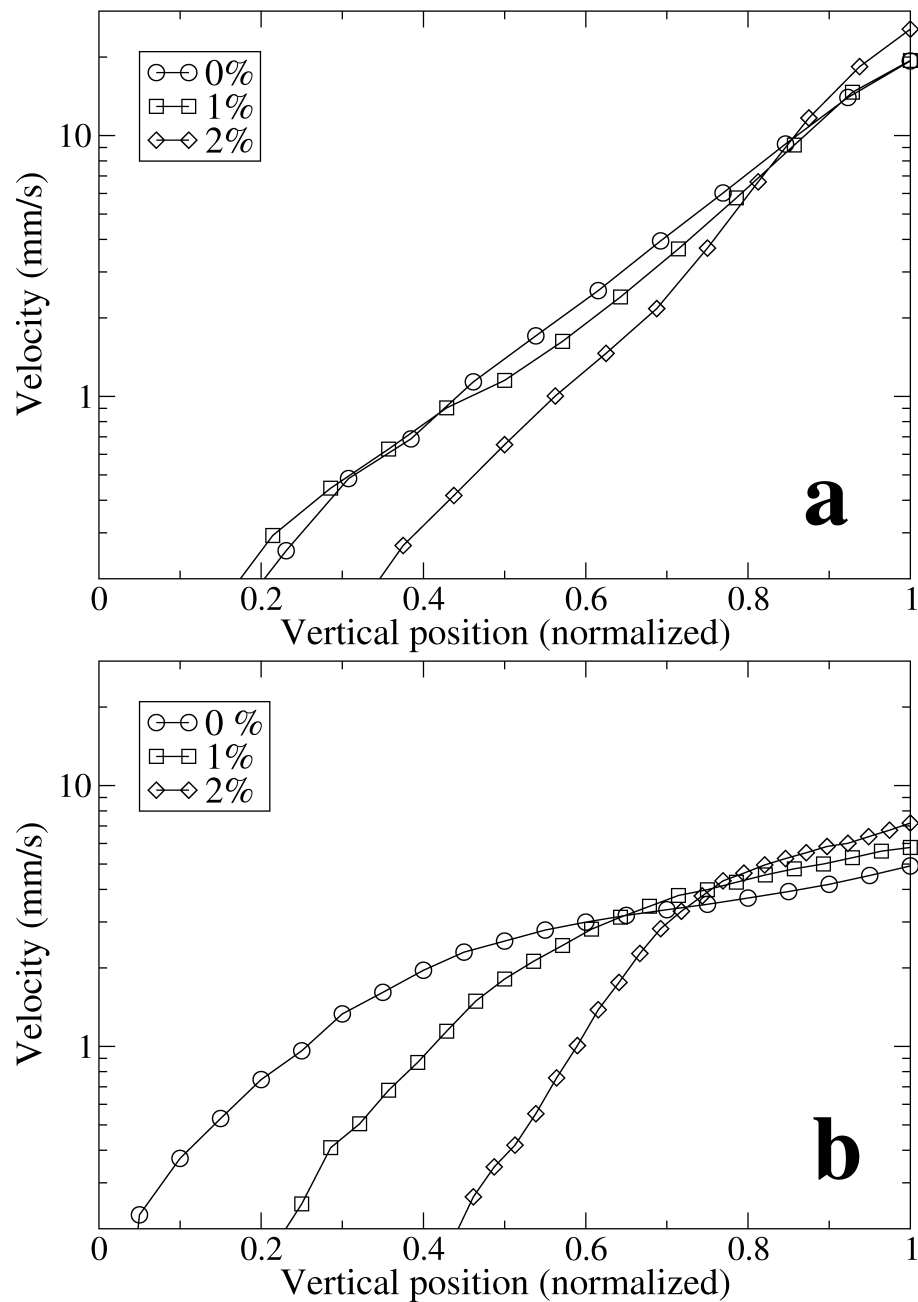 0%
1%
2%
10
1
Velocity (mm/s)
a
0 0.2 0.4 0.6 0.8 1
Vertical position (normalized)
0 %
1%
2%
10
1
Velocity (mm/s)
b
0 0.2 0.4 0.6 0.8 1
Vertical position (normalized)